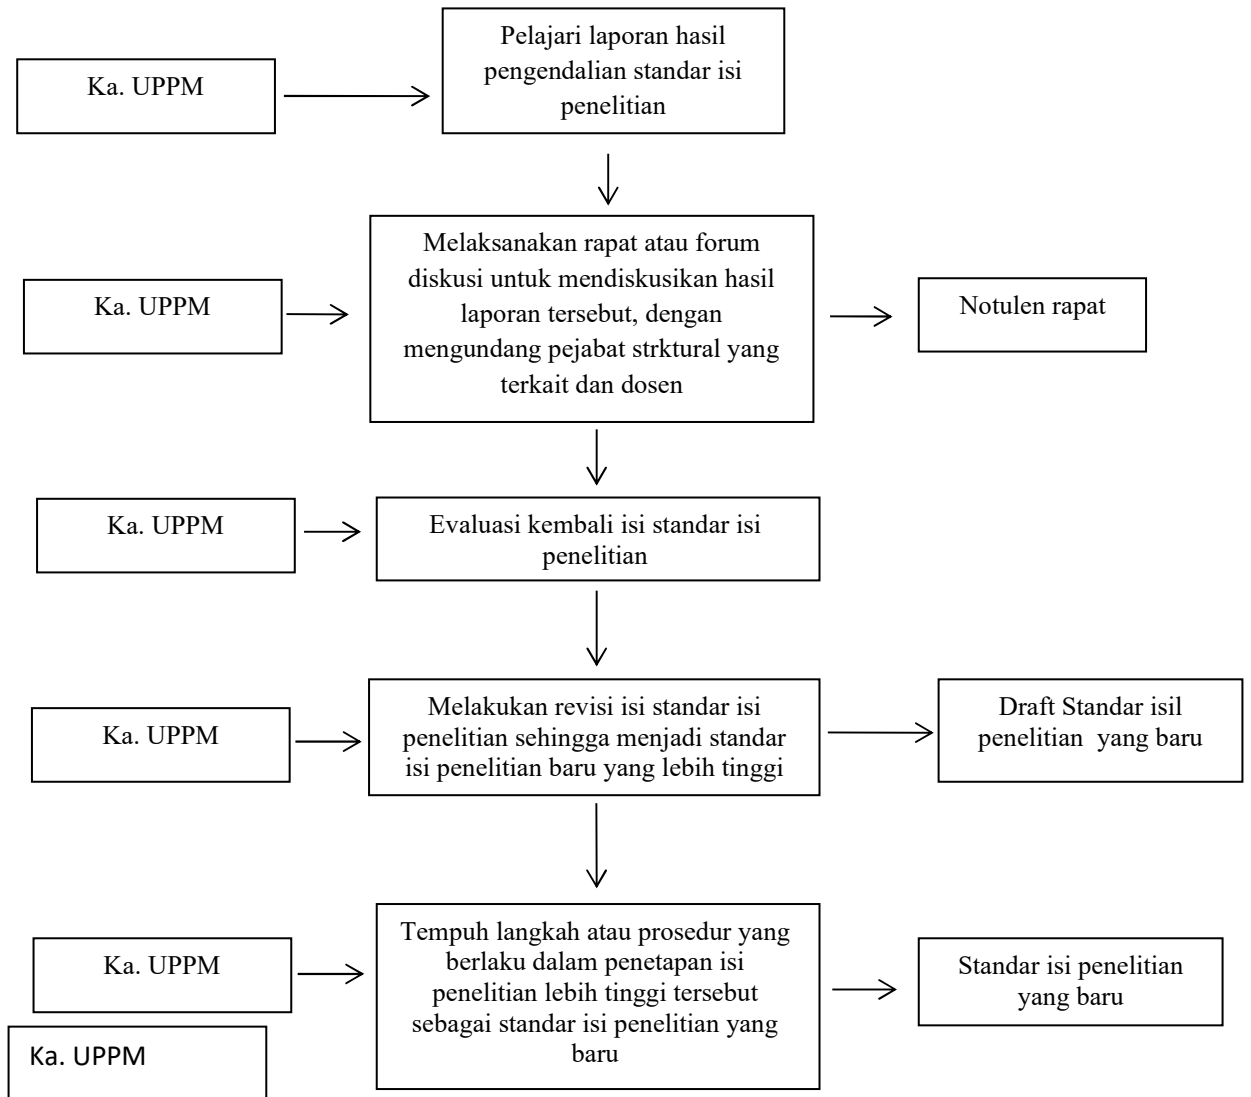 Ka. UPPM
Pelajari laporan hasil
pengendalian standar isi
penelitian
Ka. UPPM
Melaksanakan rapat atau forum
diskusi untuk mendiskusikan hasil
laporan tersebut, dengan
mengundang pejabat strktural yang
terkait dan dosen
Notulen rapat
Ka. UPPM
Evaluasi kembali isi standar isi
penelitian
Ka. UPPM
Melakukan revisi isi standar isi
penelitian sehingga menjadi standar
isi penelitian baru yang lebih tinggi
Draft Standar isil
penelitian yang baru
Ka. UPPM
Tempuh langkah atau prosedur yang
berlaku dalam penetapan isi
penelitian lebih tinggi tersebut
sebagai standar isi penelitian yang
baru
Standar isi penelitian
yang baru
Ka. UPPM